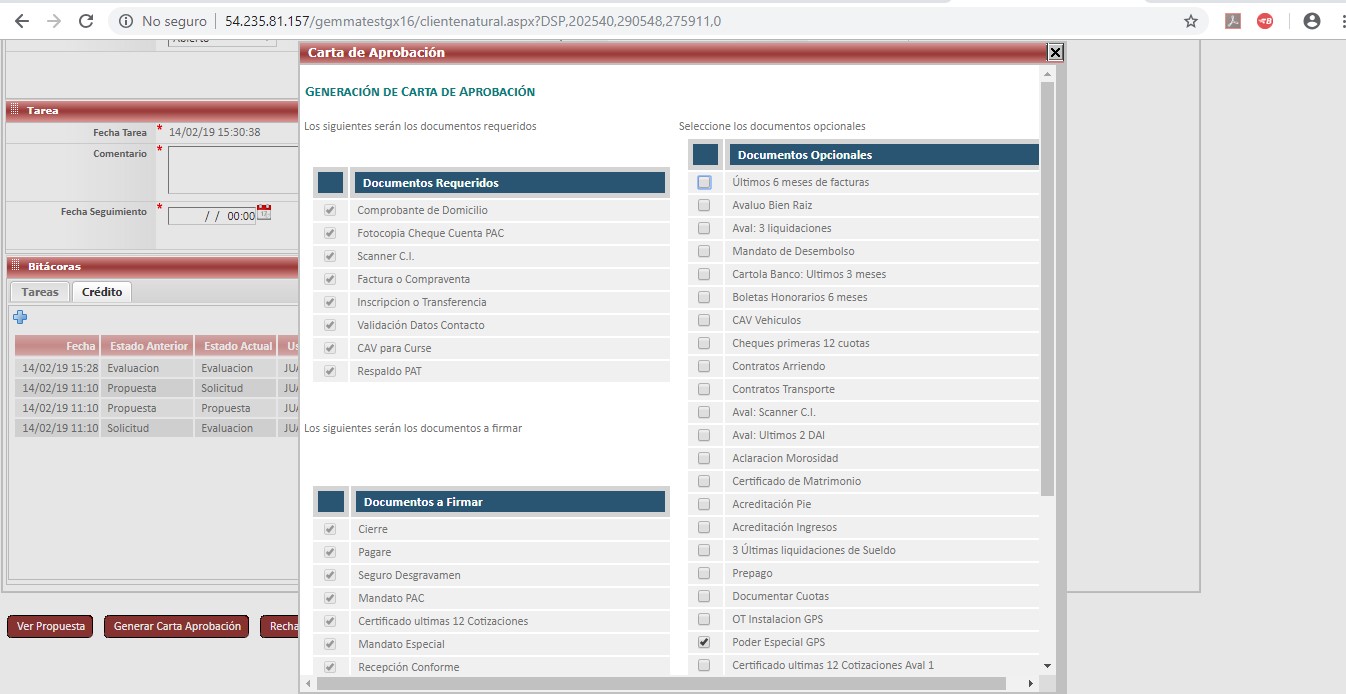 No seguro
54.235.81.157/gemmatestgx16/clientenatural.aspx?DSP,202540,290548,275911,0
Carta de Aprobación
GENERACIÓN DE CARTA DE APROBACIÓN
Los siguientes serán los documentos requeridos
Documentos Requeridos
Comprobante de Domicilio
Fotocopia Cheque Cuenta PAC
Scanner C.I.
Factura o Compraventa
Inscripcion o Transferencia
Validación Datos Contacto
CAV para Curse
Respaldo PAT
Los siguientes serán los documentos a firmar
Documentos a Firmar
Cierre
Pagare
Seguro Desgravamen
Mandato PAC
Certificado ultimas 12 Cotizaciones
Mandato Especial
Recepción Conforme
Seleccione los documentos opcionales
Documentos Opcionales
Últimos 6 meses de facturas
Avaluo Bien Raiz
Aval: 3 liquidaciones
Mandato de Desembolso
Cartola Banco: Ultimos 3 meses
Boletas Honorarios 6 meses
CAV Vehiculos
Cheques primeras 12 cuotas
Contratos Arriendo
Contratos Transporte
Aval: Scanner C.I.
Aval: Ultimos 2 DAI
Aclaracion Morosidad
Certificado de Matrimonio
Acreditación Pie
Acreditación Ingresos
3 Últimas liquidaciones de Sueldo
Prepago
Documentar Cuotas
OT Instalacion GPS
Poder Especial GPS
Certificado ultimas 12 Cotizaciones Aval 1
Tarea
Fecha Tarea * 14/02/19 15:30:38
Comentario *
Fecha Seguimiento * / / 00:00
Bitácoras
Tareas Crédito
Fecha Estado Anterior Estado Actual Us
14/02/19 15:28 Evaluacion Evaluacion JUA
14/02/19 11:10 Propuesta Solicitud JUA
14/02/19 11:10 Propuesta Propuesta JUA
14/02/19 11:10 Solicitud Evaluacion JUA
Ver Propuesta Generar Carta Aprobación Recha